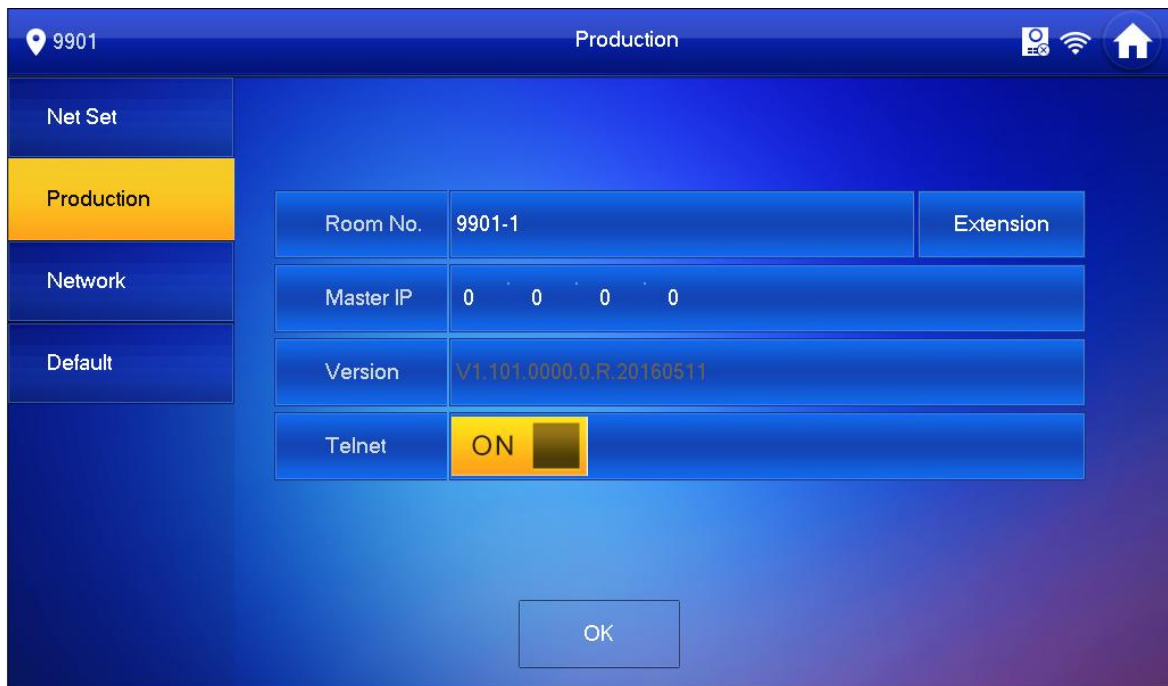 9901 Production
Net Set
Production
Network
Default
Room No. 9901-1 Extension
Master IP 0 . 0 . 0 . 0
Version V1.101.0000.0.R.20160511
Telnet ON
OK